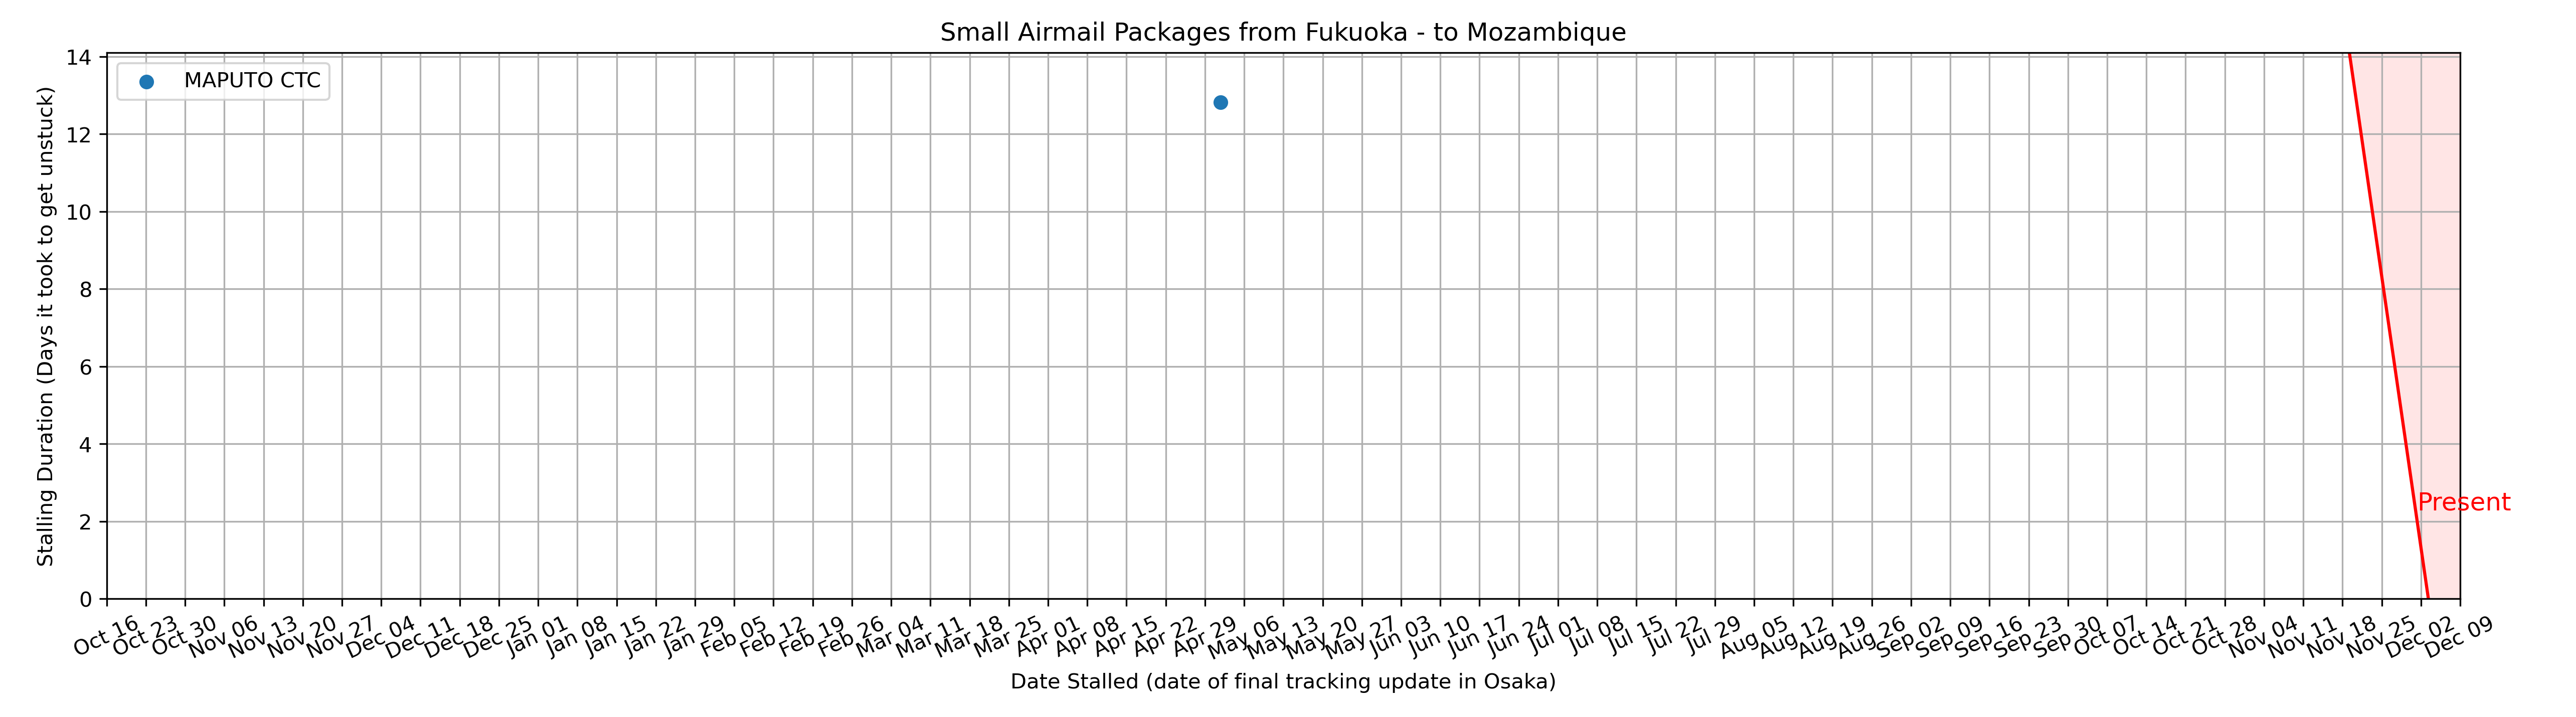 Small Airmail Packages from Fukuoka - to Mozambique
MAPUTO CTC
Stalling Duration (Days it took to get unstuck)
14
12
10
8
6
4
2
0
Present
Oct 16
Oct 23
Oct 30
Nov 06
Nov 13
Nov 20
Nov 27
Dec 04
Dec 11
Dec 18
Dec 25
Jan 01
Jan 08
Jan 15
Jan 22
Jan 29
Feb 05
Feb 12
Feb 19
Feb 26
Mar 04
Mar 11
Mar 18
Mar 25
Apr 01
Apr 08
Apr 15
Apr 22
Apr 29
May 06
May 13
May 20
May 27
Jun 03
Jun 10
Jun 17
Jun 24
Jul 01
Jul 08
Jul 15
Jul 22
Jul 29
Aug 05
Aug 12
Aug 19
Aug 26
Sep 02
Sep 09
Sep 16
Sep 23
Sep 30
Oct 07
Oct 14
Oct 21
Oct 28
Nov 04
Nov 11
Nov 18
Nov 25
Dec 02
Dec 09
Date Stalled (date of final tracking update in Osaka)